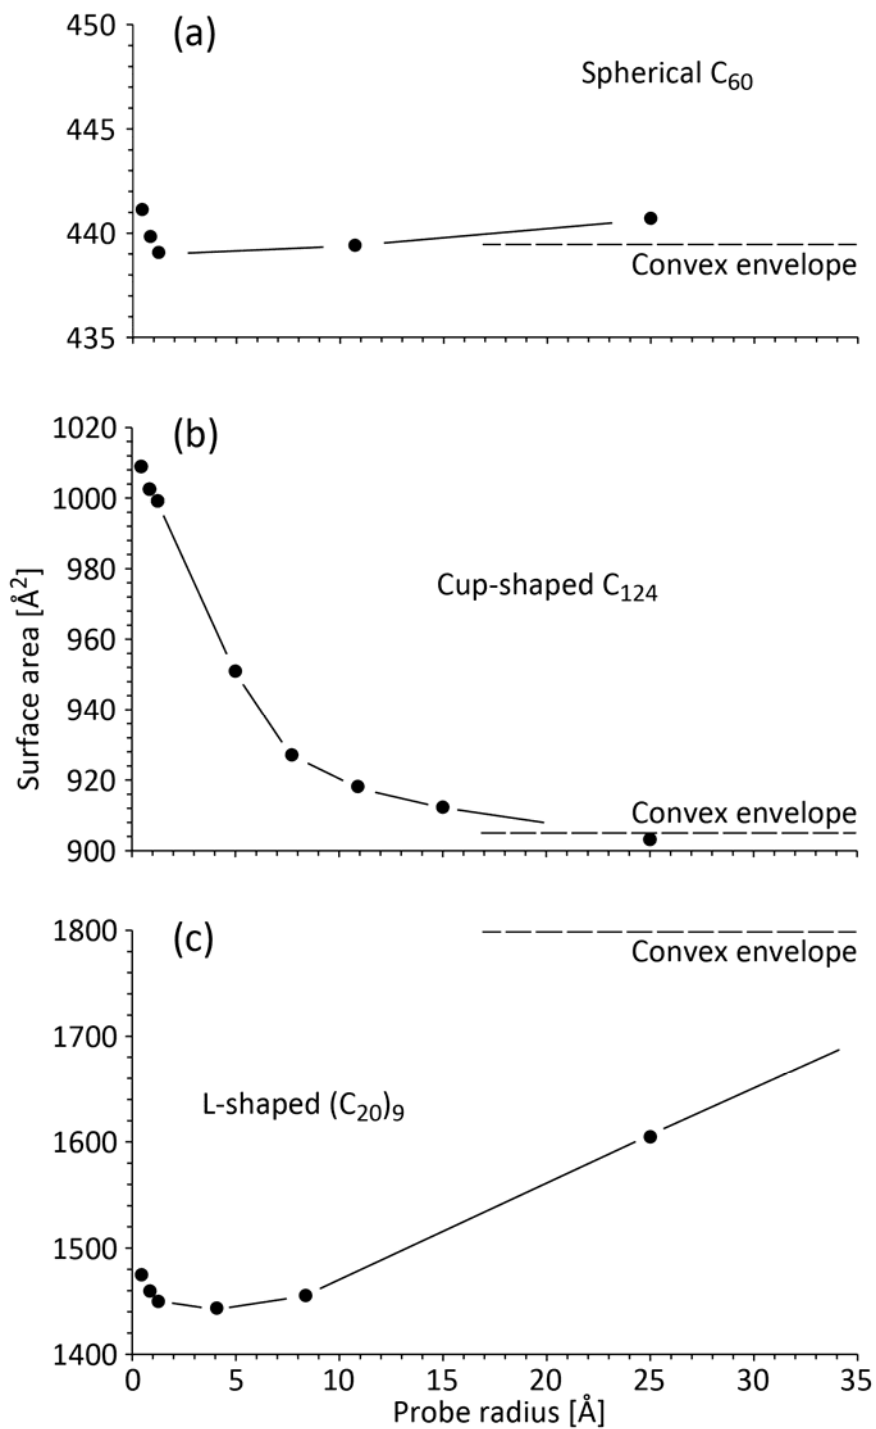 450
(a)
Spherical C₆₀
445
440
Convex envelope
435
1020
(b)
1000
980
Cup-shaped C₁₂₄
960
Surface area [Å²]
940
920
Convex envelope
900
1800
(c)
Convex envelope
1700
L-shaped (C₂₀)₉
1600
1500
1400
0 5 10 15 20 25 30 35
Probe radius [Å]